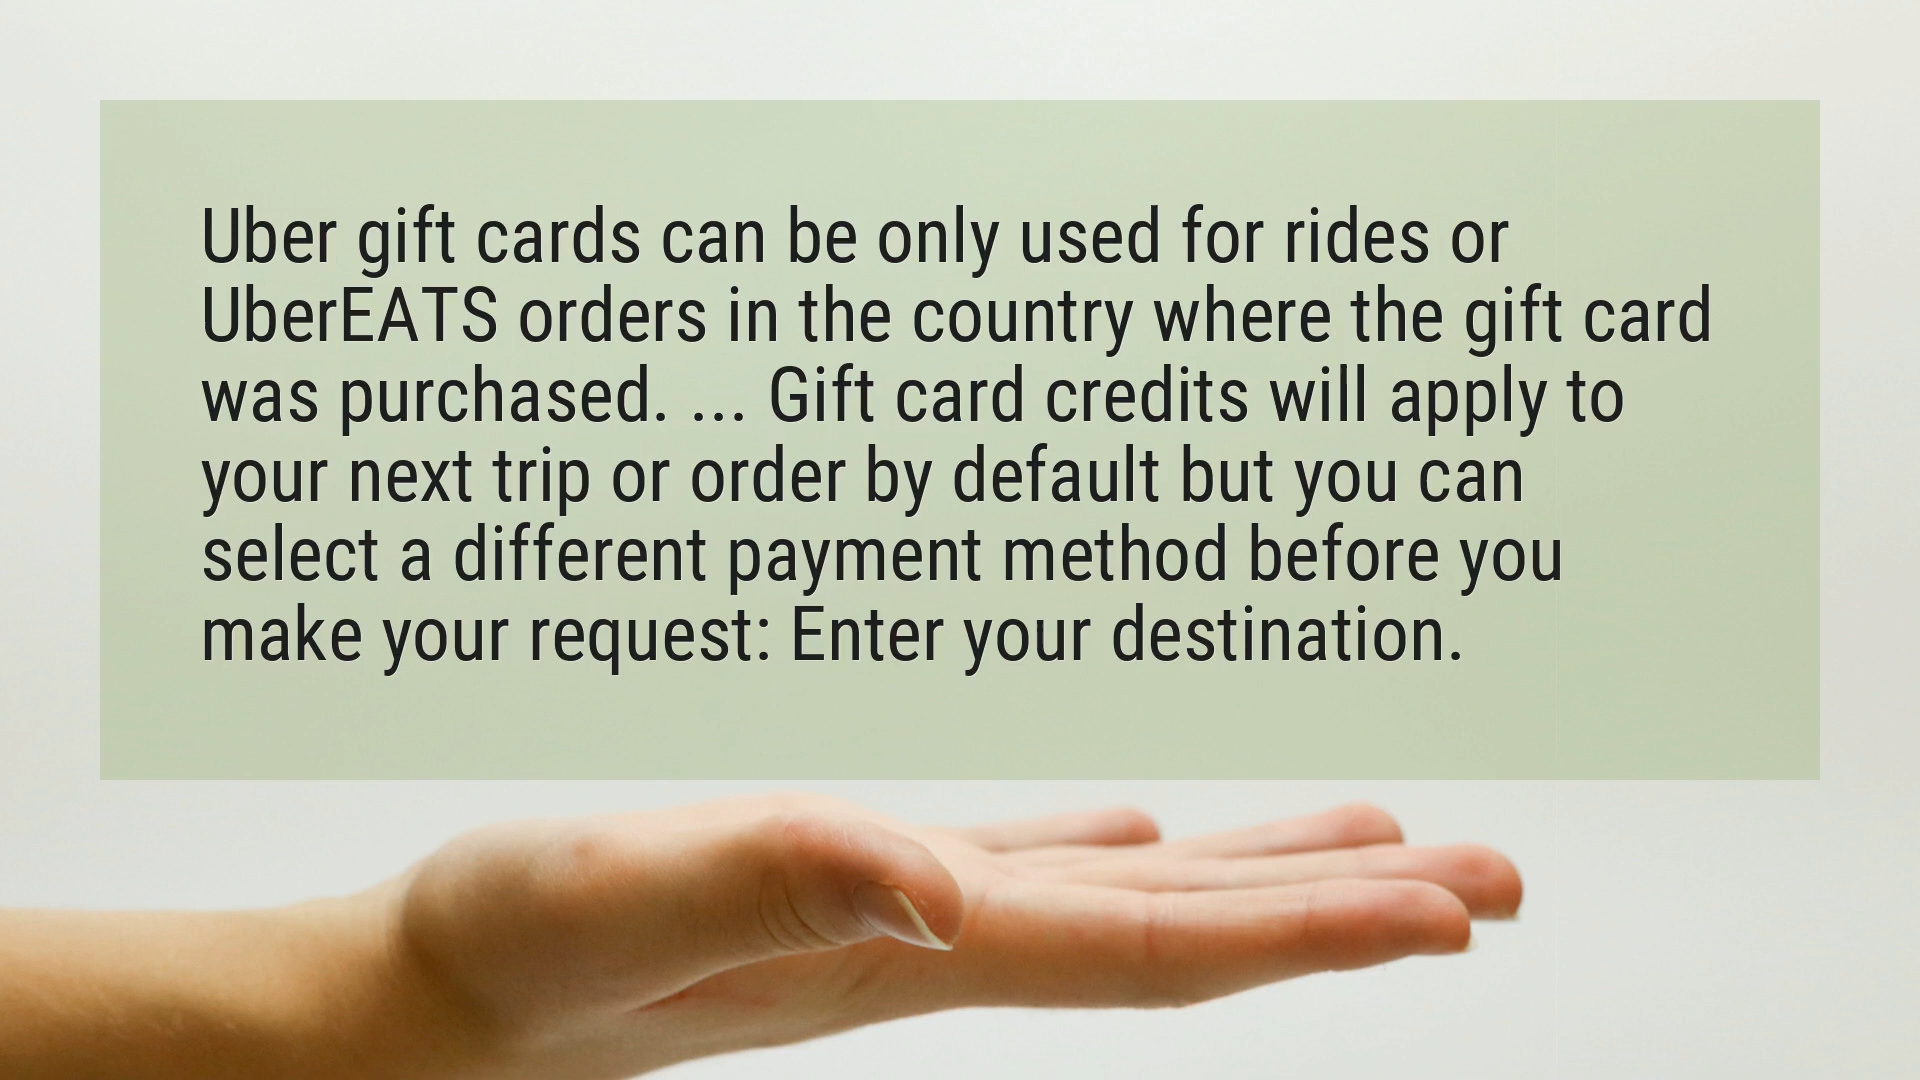 Uber gift cards can be only used for rides or
UberEATS orders in the country where the gift card
was purchased. ... Gift card credits will apply to
your next trip or order by default but you can
select a different payment method before you
make your request: Enter your destination.